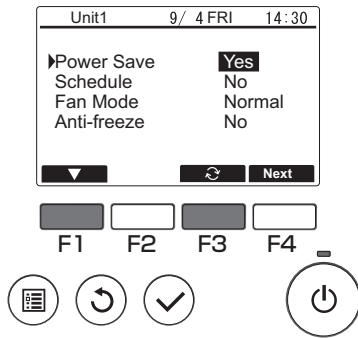 Unit1 9/ 4 FRI 14:30
Power Save Yes
Schedule No
Fan Mode Normal
Anti-freeze No
Next
F1 F2 F3 F4